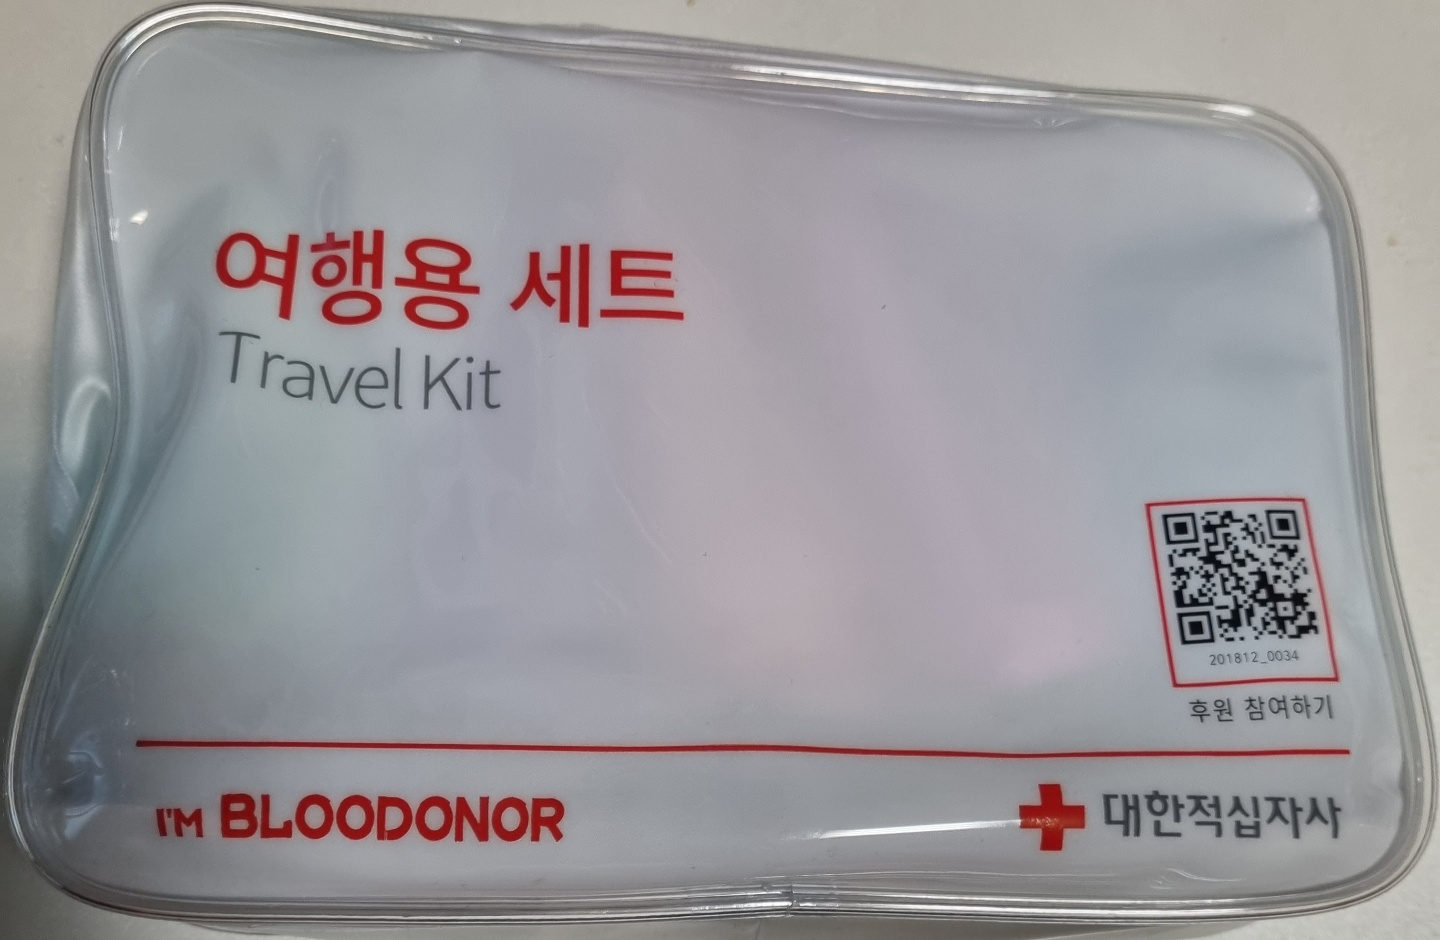 여행용 세트
Travel Kit
201812_0034
후원 참여하기
I'M BLOODONOR
대한적십자사